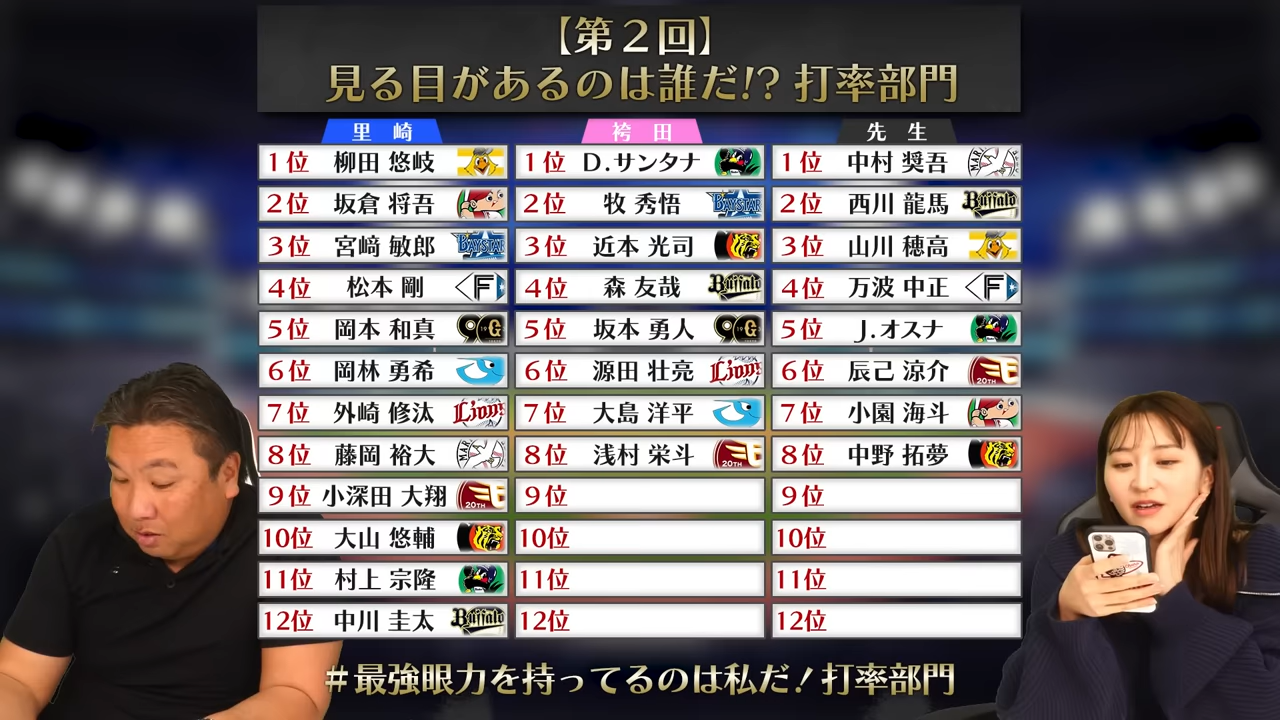 【第2回】
見る目があるのは誰だ!? 打率部門
里崎
袴田
先生
1位 柳田 悠岐
1位 D.サンタナ
1位 中村 奨吾
2位 坂倉 将吾
2位 牧 秀悟
2位 西川 龍馬
3位 宮﨑 敏郎
3位 近本 光司
3位 山川 穂高
4位 松本 剛
4位 森 友哉
4位 万波 中正
5位 岡本 和真
5位 坂本 勇人
5位 J.オスナ
6位 岡林 勇希
6位 源田 壮亮
6位 辰己 涼介
7位 外崎 修汰
7位 大島 洋平
7位 小園 海斗
8位 藤岡 裕大
8位 浅村 栄斗
8位 中野 拓夢
9位 小深田 大翔
9位
9位
10位 大山 悠輔
10位
10位
11位 村上 宗隆
11位
11位
12位 中川 圭太
12位
12位
#最強眼力を持ってるのは私だ!打率部門